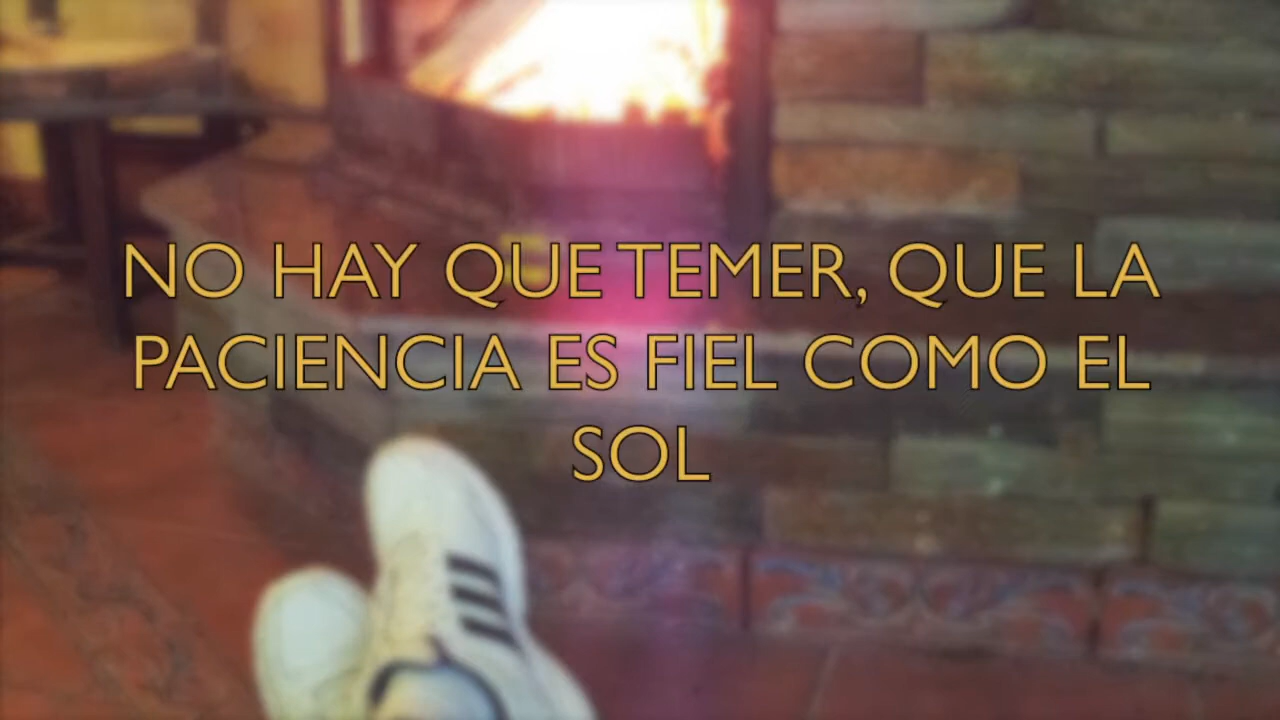 NO HAY QUE TEMER, QUE LA
PACIENCIA ES FIEL COMO EL
SOL